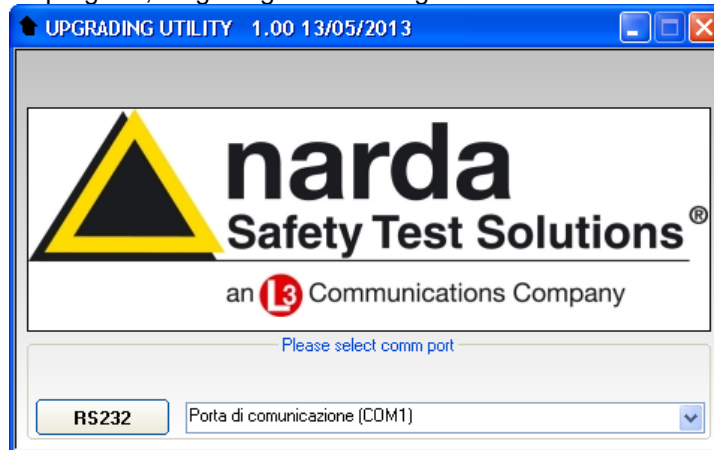 UPGRADING UTILITY 1.00 13/05/2013
narda
Safety Test Solutions®
an L3 Communications Company
Please select comm port
RS232
Porta di comunicazione (COM1)